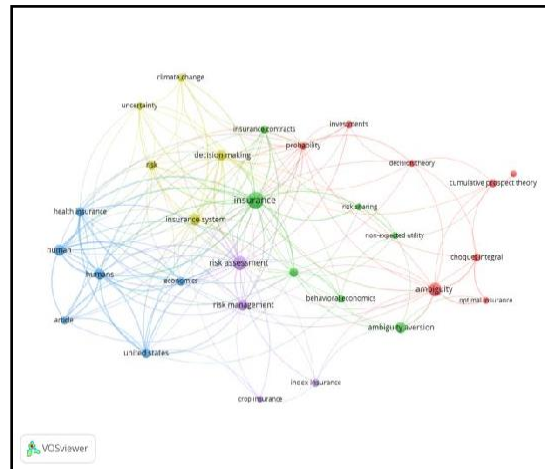 climate change
uncertainty
insurance contracts
investments
probability
decision making
decision theory
risk
cumulative prospect theory
insurance
health insurance
risk sharing
insurance system
non-expected utility
human
choquet integral
risk assessment
humans
economics
ambiguity
behavioral economics
optimal insurance
risk management
article
ambiguity aversion
united states
index insurance
crop insurance
VOSviewer